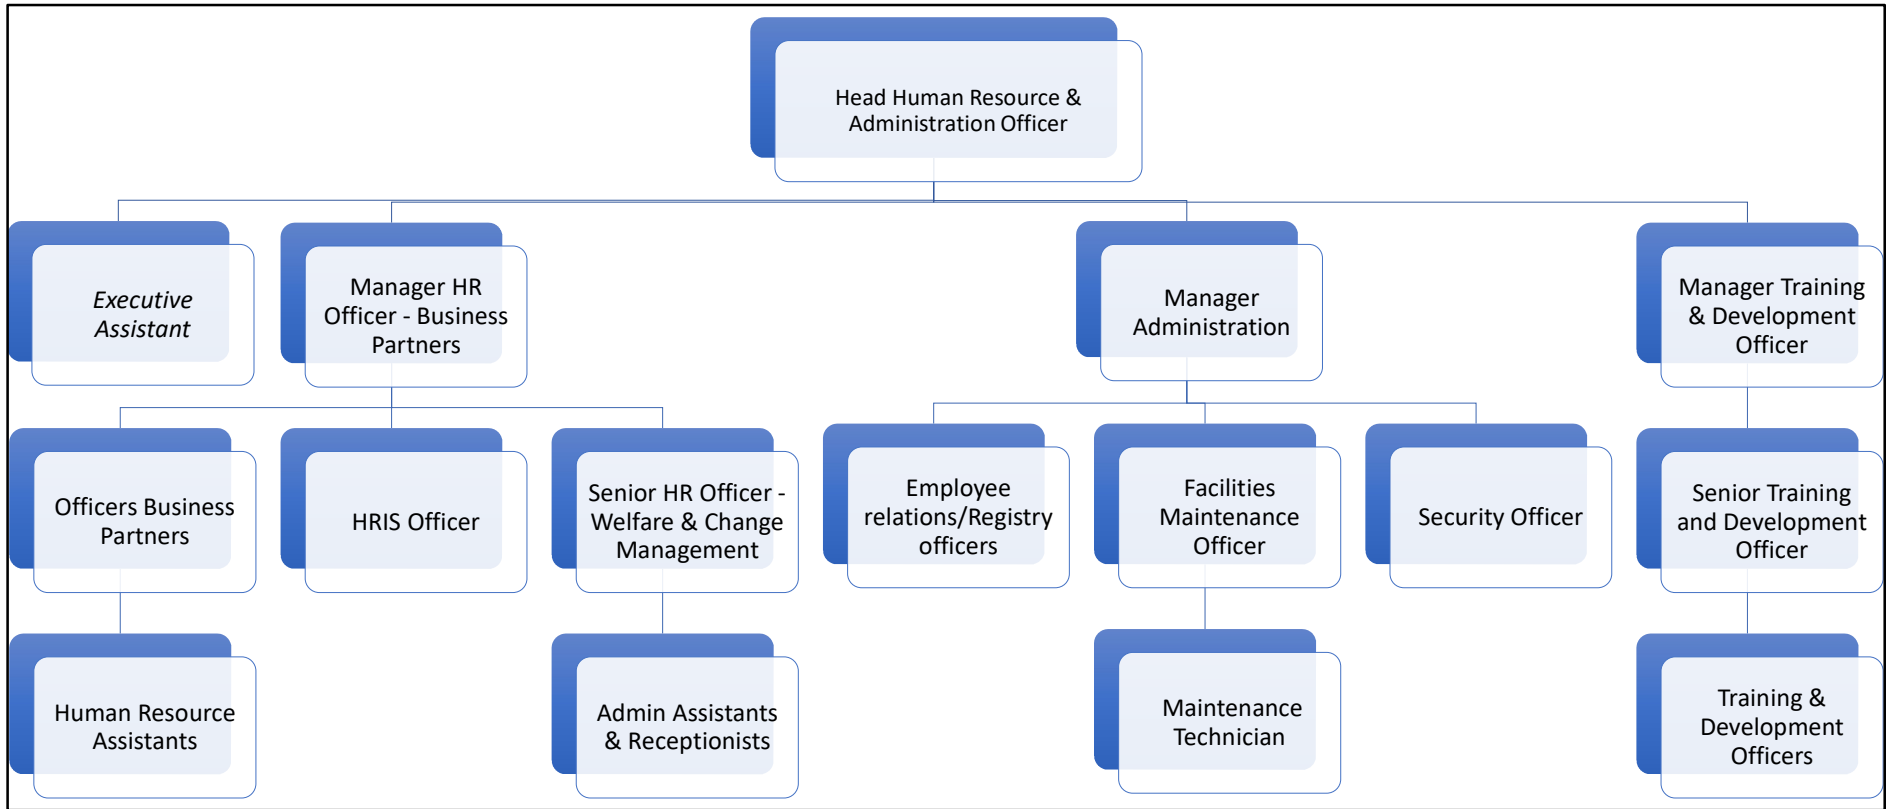 Head Human Resource &
Administration Officer
Executive
Assistant
Manager HR
Officer - Business
Partners
Manager
Administration
Manager Training
& Development
Officer
Officers Business
Partners
HRIS Officer
Senior HR Officer -
Welfare & Change
Management
Employee
relations/Registry
officers
Facilities
Maintenance
Officer
Security Officer
Senior Training
and Development
Officer
Human Resource
Assistants
Admin Assistants
& Receptionists
Maintenance
Technician
Training &
Development
Officers